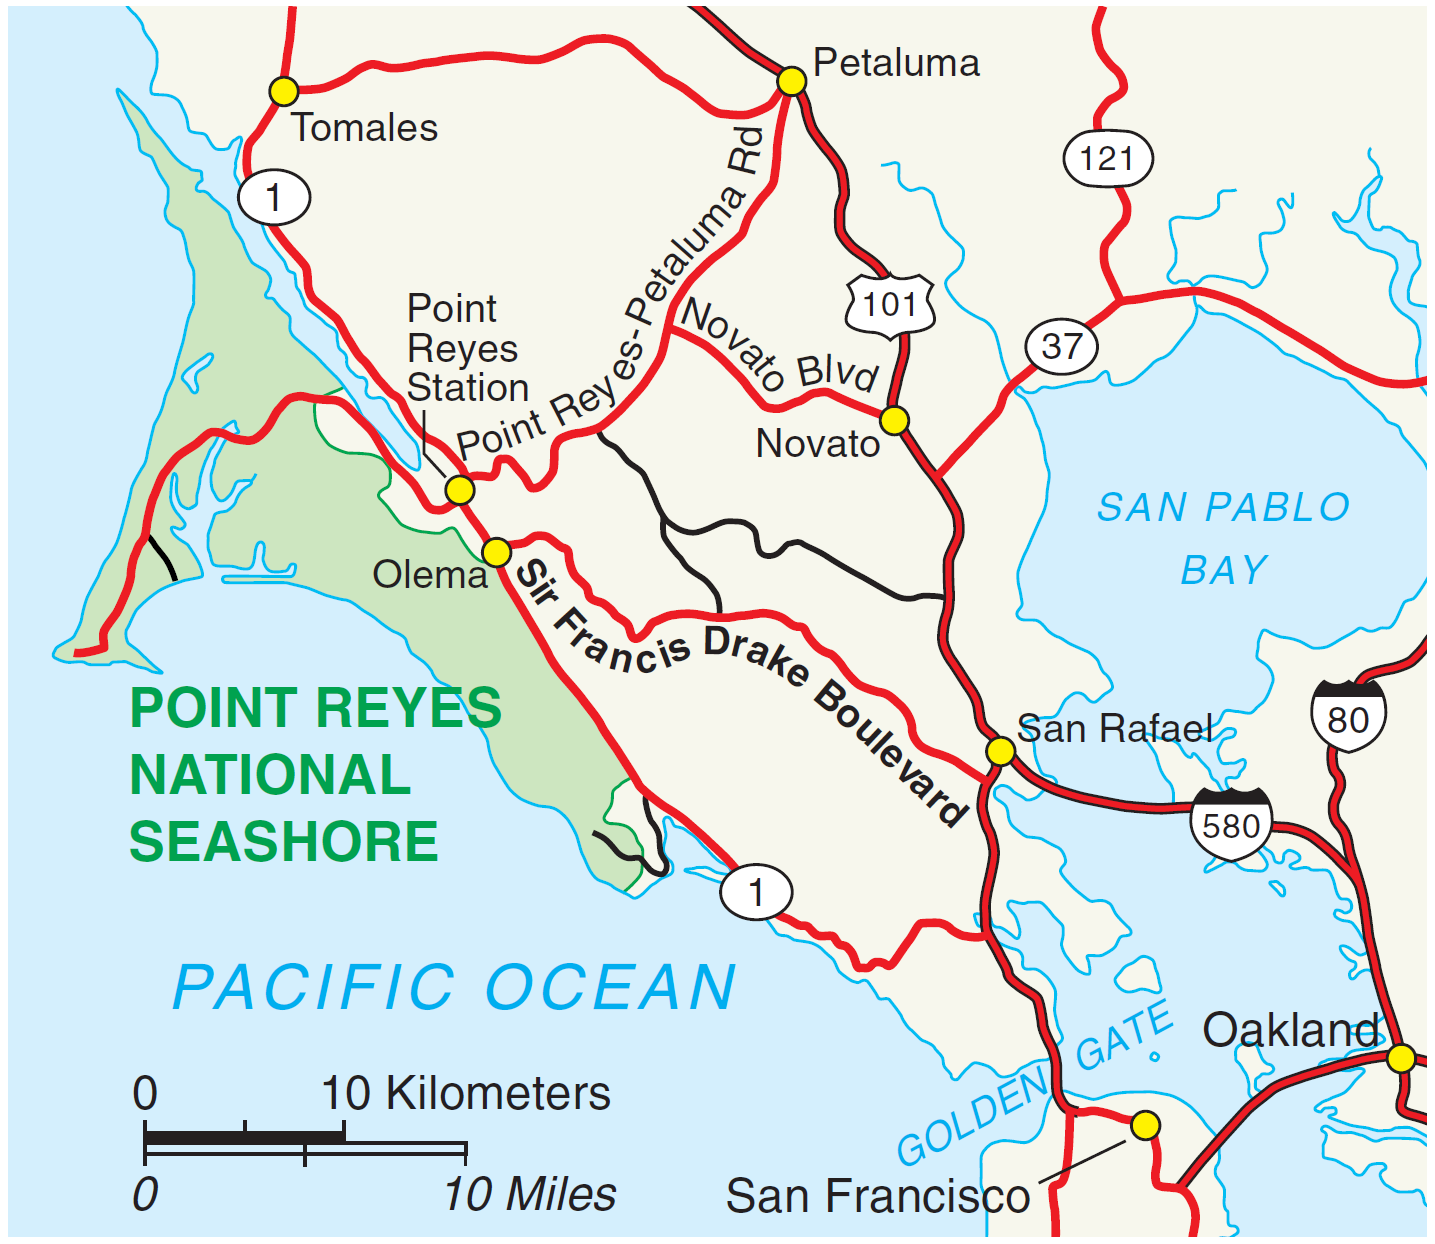 Petaluma
Tomales
121
1
Point Reyes-Petaluma Rd
Point
Reyes
Station
101
Novato Blvd
37
Novato
SAN PABLO
BAY
Olema
Sir Francis Drake Boulevard
POINT REYES
NATIONAL
SEASHORE
San Rafael
80
580
1
PACIFIC OCEAN
GOLDEN GATE
Oakland
0 10 Kilometers
0 10 Miles
San Francisco